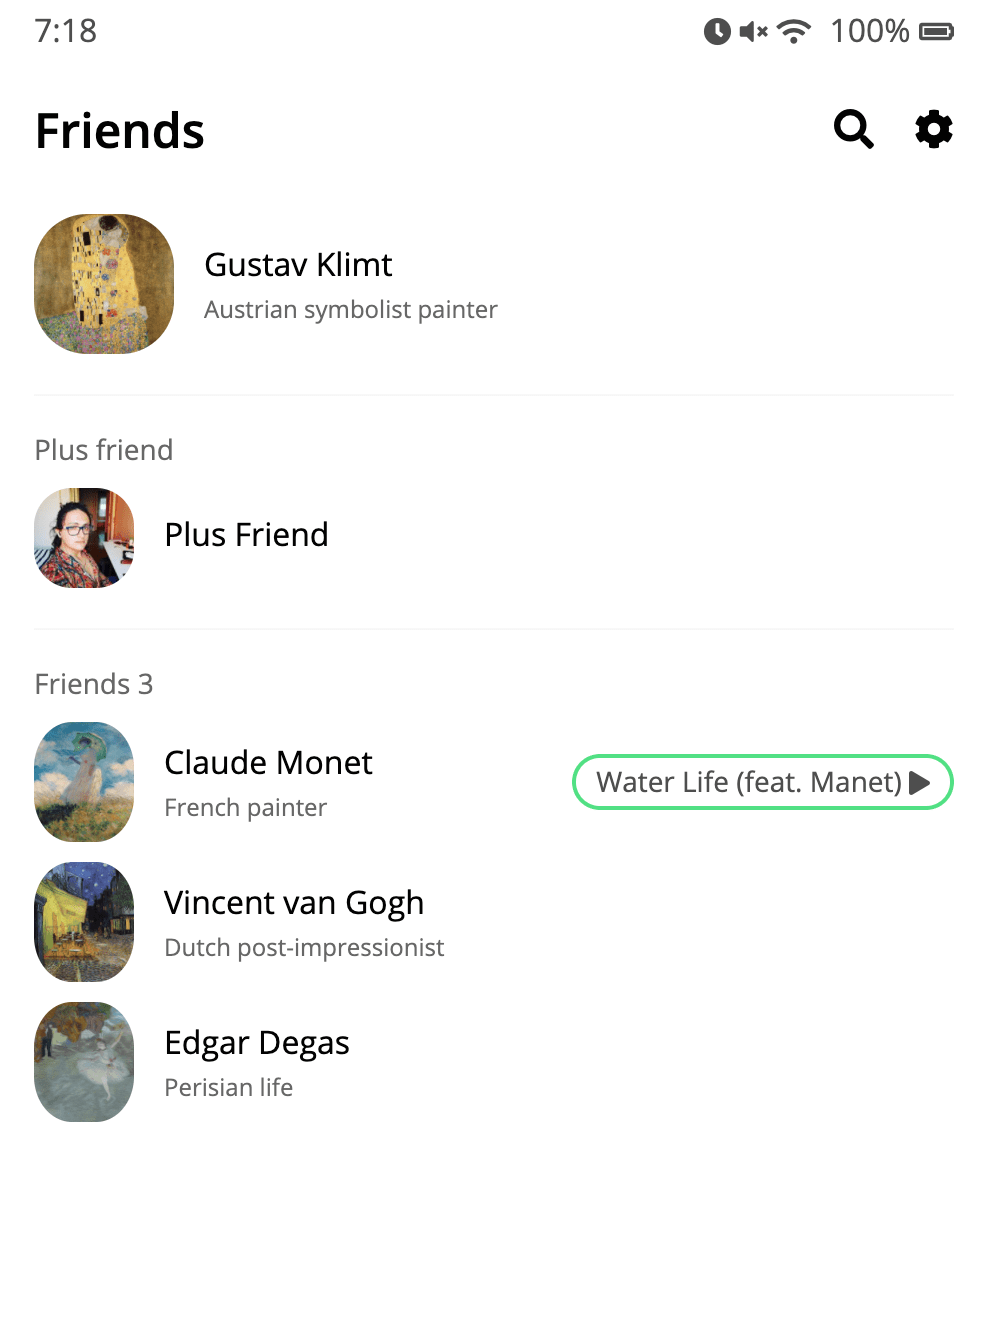 7:18 100%
Friends
Gustav Klimt
Austrian symbolist painter
Plus friend
Plus Friend
Friends 3
Claude Monet
French painter
Water Life (feat. Manet)
Vincent van Gogh
Dutch post-impressionist
Edgar Degas
Perisian life